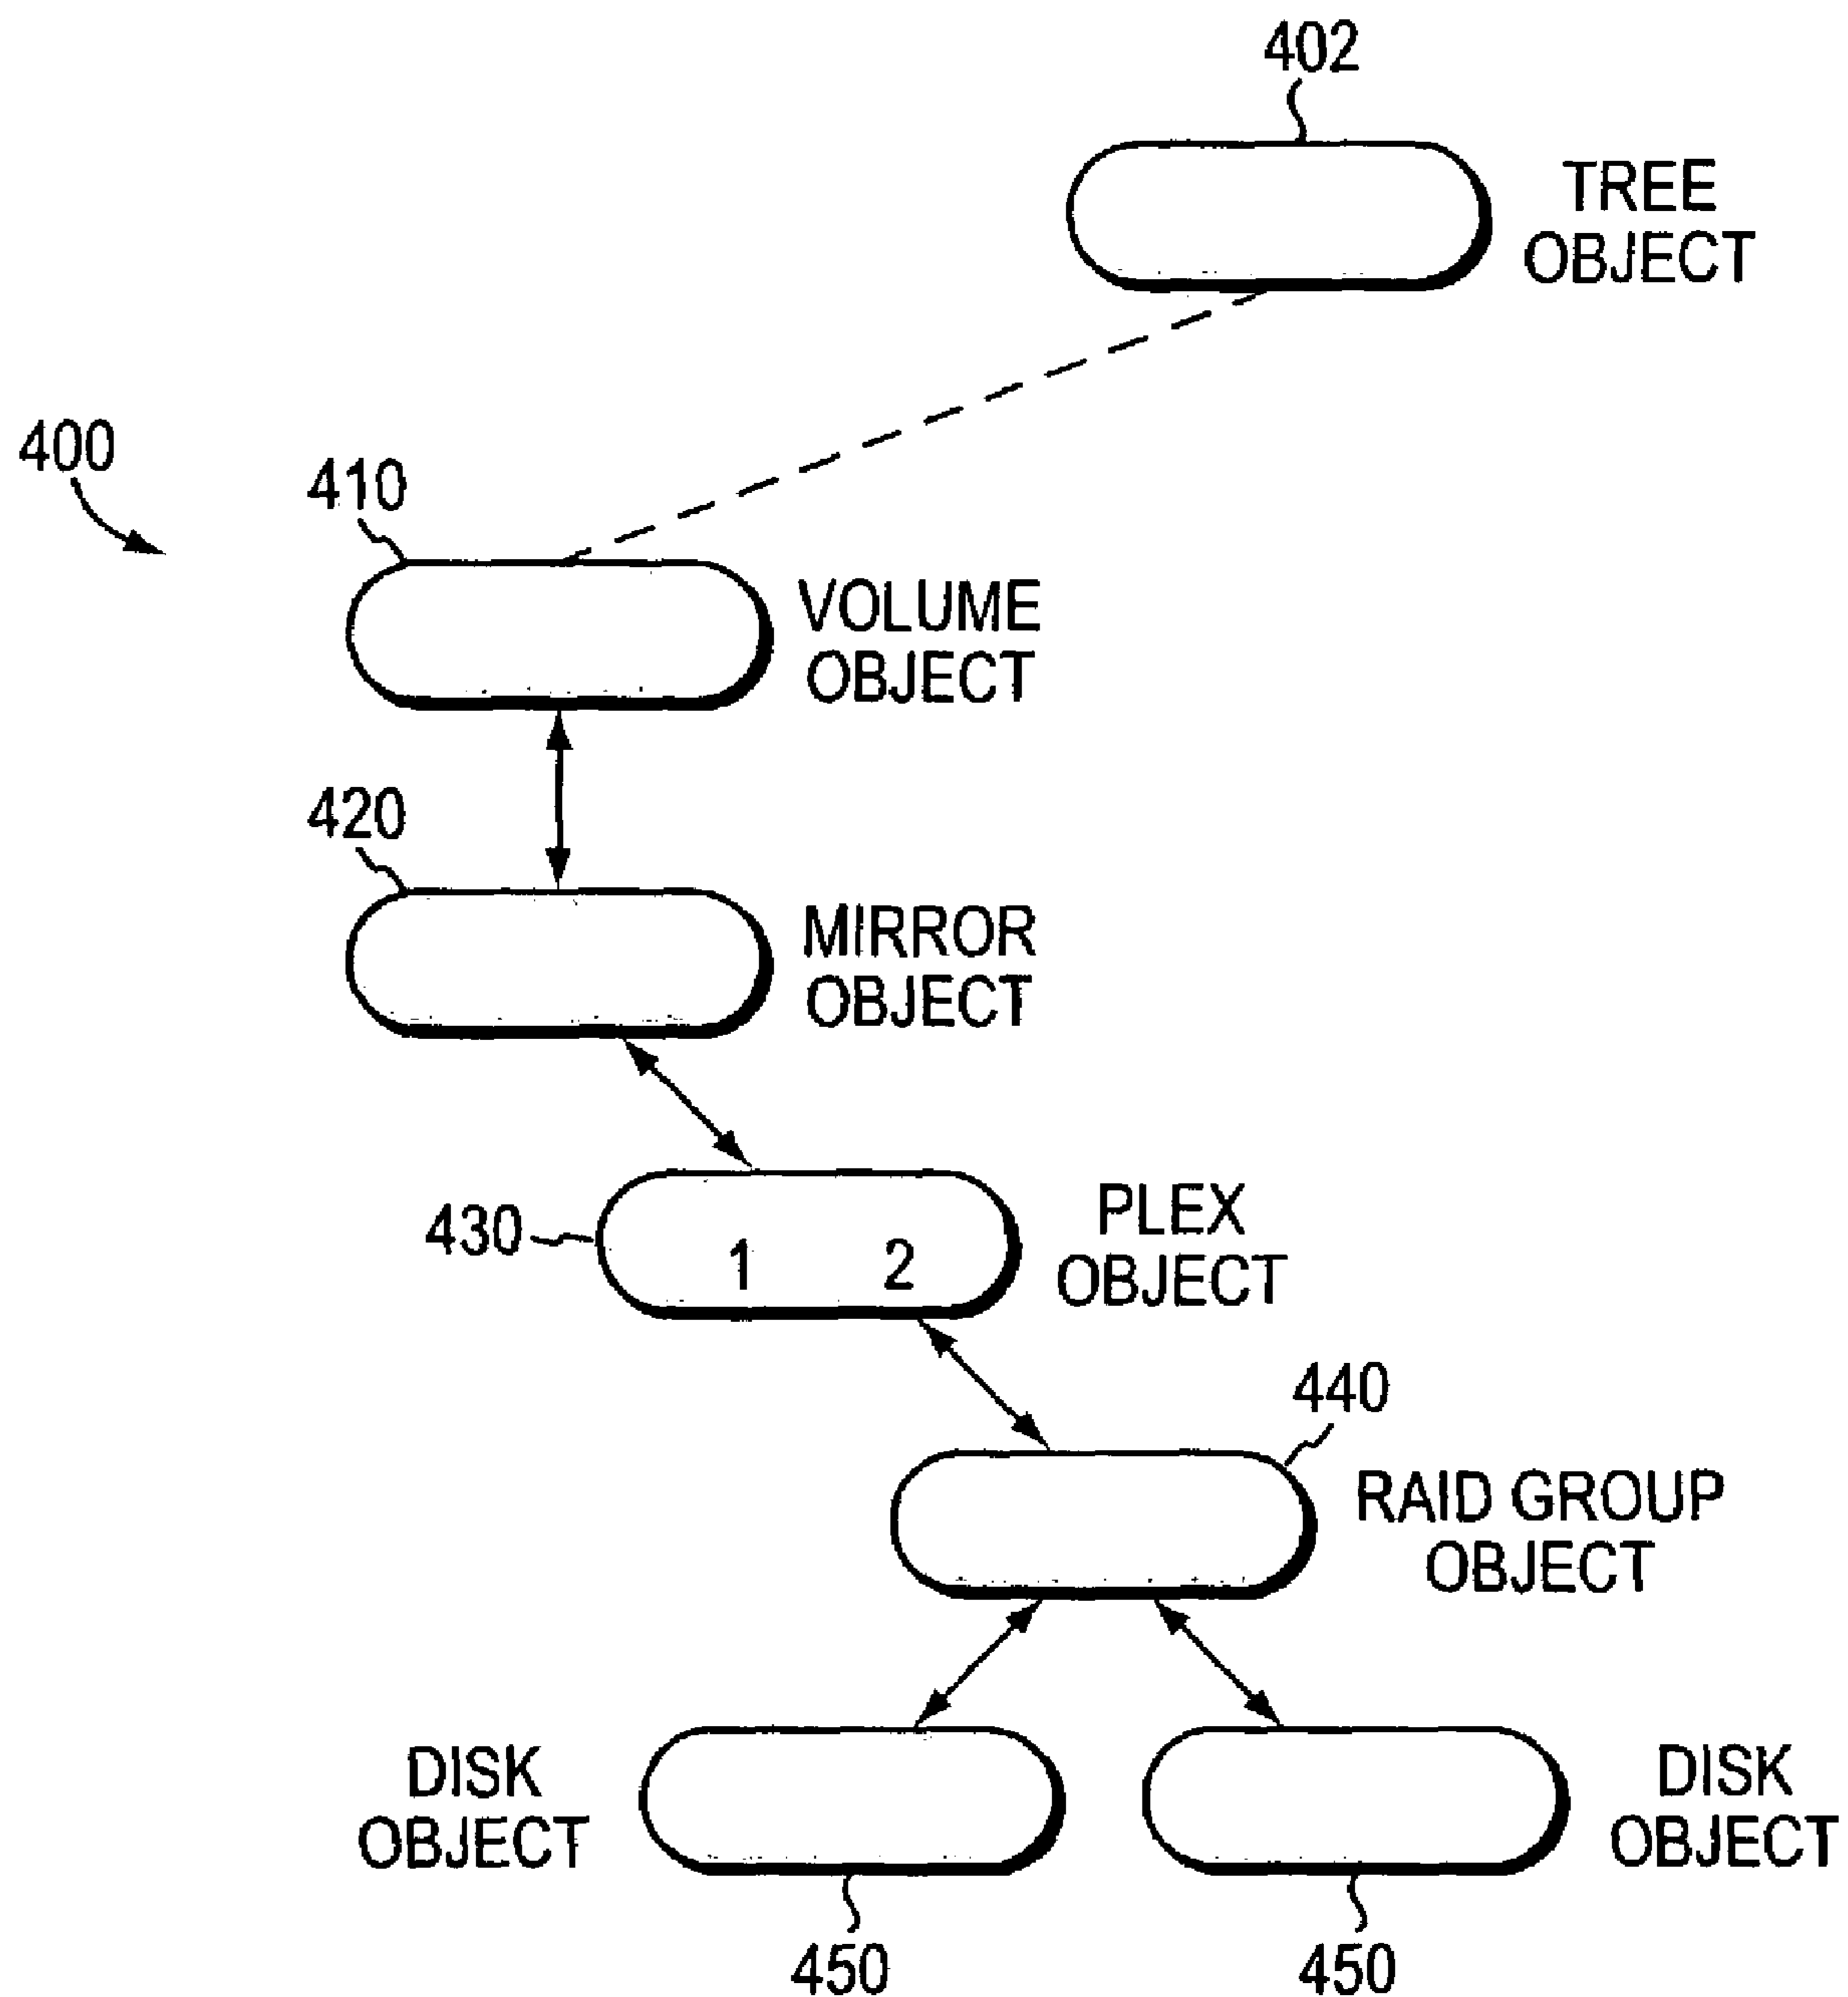 402
TREE
OBJECT
400
410
VOLUME
OBJECT
420
MIRROR
OBJECT
430
1 2
PLEX
OBJECT
440
RAID GROUP
OBJECT
DISK
OBJECT
DISK
OBJECT
450
450